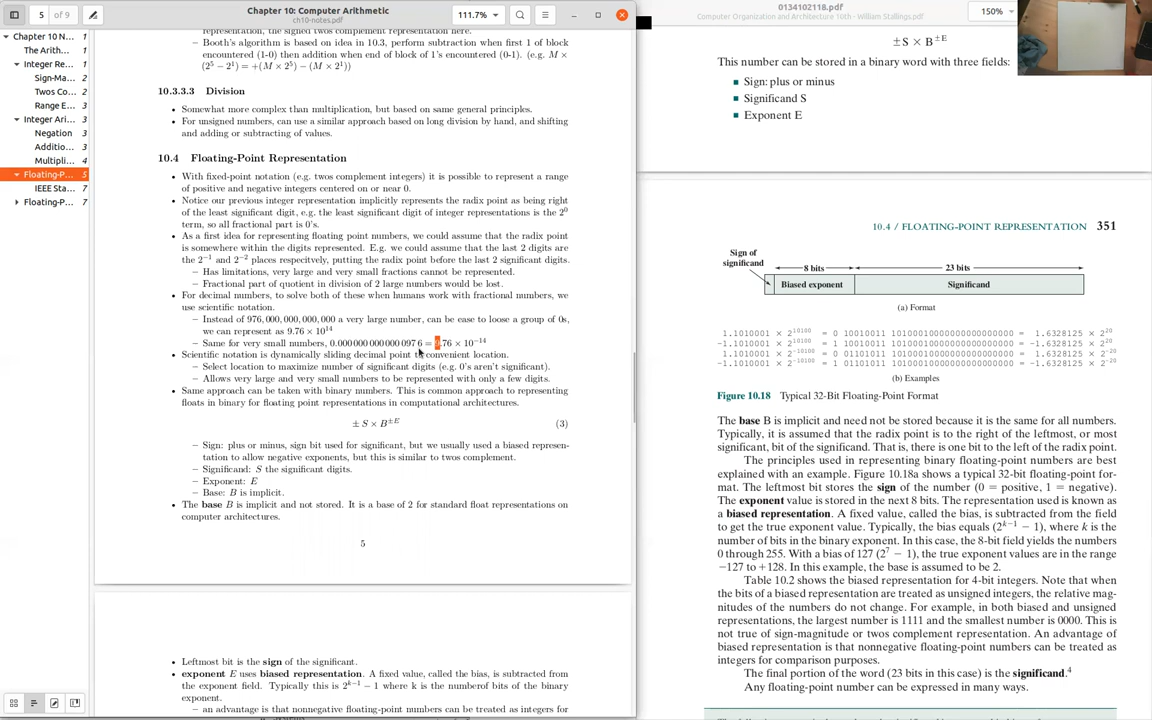 5 of 9
Chapter 10: Computer Arithmetic
ch10-notes.pdf
111.7%
0134102118.pdf
Computer Organization and Architecture 10th - William Stallings.pdf
150%
Chapter 10 N... 1
The Arith... 1
Integer Re... 1
Sign-Ma... 2
Twos Co... 2
Range E... 3
Integer Ari... 3
Negation 3
Additio... 3
Multipli... 4
Floating-P... 5
IEEE Sta... 7
Floating-P... 7
representation, the signed twos complement representation here.
– Booth's algorithm is based on idea in 10.3, perform subtraction when first 1 of block
encountered (1-0) then addition when end of block of 1's encountered (0-1). (e.g. M ×
(2⁵ − 2¹) = +(M × 2⁵) − (M × 2¹))
10.3.3.3 Division
• Somewhat more complex than multiplication, but based on same general principles.
• For unsigned numbers, can use a similar approach based on long division by hand, and shifting
and adding or subtracting of values.
10.4 Floating-Point Representation
• With fixed-point notation (e.g. twos complement integers) it is possible to represent a range
of positive and negative integers centered on or near 0.
• Notice our previous integer representation implicitly represents the radix point as being right
of the least significant digit, e.g. the least significant digit of integer representations is the 2⁰
term, so all fractional part is 0's.
• As a first idea for representing floating point numbers, we could assume that the radix point
is somewhere within the digits represented. E.g. we could assume that the last 2 digits are
the 2⁻¹ and 2⁻² places respecitvely, putting the radix point before the last 2 significant digits.
– Has limitations, very large and very small fractions cannot be represented.
– Fractional part of quotient in division of 2 large numbers would be lost.
• For decimal numbers, to solve both of these when humans work with fractional numbers, we
use scientific notation.
– Instead of 976,000,000,000,000 a very large number, can be ease to loose a group of 0s,
we can represent as 9.76 × 10¹⁴
– Same for very small numbers, 0.000 000 000 000 097 6 = 9.76 × 10⁻¹⁴
• Scientific notation is dynamically sliding decimal point to convenient location.
– Select location to maximize number of significant digits (e.g. 0's aren't significant).
– Allows very large and very small numbers to be represented with only a few digits.
• Same approach can be taken with binary numbers. This is common approach to representing
floats in binary for floating point representations in computational architectures.
± S × B^±E (3)
– Sign: plus or minus, sign bit used for significant, but we usually used a biased represen-
tation to allow negative exponents, but this is similar to twos complement.
– Significand: S the significant digits.
– Exponent: E
– Base: B is implicit.
• The base B is implicit and not stored. It is a base of 2 for standard float representations on
computer architectures.
5
• Leftmost bit is the sign of the significant.
• exponent E uses biased representation. A fixed value, called the bias, is subtracted from
the exponent field. Typically this is 2ᵏ⁻¹ − 1 where k is the numberof bits of the binary
exponent.
– an advantage is that nonnegative floating-point numbers can be treated as integers for
±S × B^±E
This number can be stored in a binary word with three fields:
■ Sign: plus or minus
■ Significand S
■ Exponent E
10.4 / FLOATING-POINT REPRESENTATION 351
Sign of
significand
8 bits
23 bits
Biased exponent
Significand
(a) Format
1.1010001 × 2^10100 = 0 10010011 10100010000000000000000 = 1.6328125 × 2^20
−1.1010001 × 2^10100 = 1 10010011 10100010000000000000000 = −1.6328125 × 2^20
1.1010001 × 2^−10100 = 0 01101011 10100010000000000000000 = 1.6328125 × 2^−20
−1.1010001 × 2^−10100 = 1 01101011 10100010000000000000000 = −1.6328125 × 2^−20
(b) Examples
Figure 10.18 Typical 32-Bit Floating-Point Format
The base B is implicit and need not be stored because it is the same for all numbers.
Typically, it is assumed that the radix point is to the right of the leftmost, or most
significant, bit of the significand. That is, there is one bit to the left of the radix point.
The principles used in representing binary floating-point numbers are best
explained with an example. Figure 10.18a shows a typical 32-bit floating-point for-
mat. The leftmost bit stores the sign of the number (0 = positive, 1 = negative).
The exponent value is stored in the next 8 bits. The representation used is known as
a biased representation. A fixed value, called the bias, is subtracted from the field
to get the true exponent value. Typically, the bias equals (2ᵏ⁻¹ − 1), where k is the
number of bits in the binary exponent. In this case, the 8-bit field yields the numbers
0 through 255. With a bias of 127 (2⁷ − 1), the true exponent values are in the range
−127 to +128. In this example, the base is assumed to be 2.
Table 10.2 shows the biased representation for 4-bit integers. Note that when
the bits of a biased representation are treated as unsigned integers, the relative mag-
nitudes of the numbers do not change. For example, in both biased and unsigned
representations, the largest number is 1111 and the smallest number is 0000. This is
not true of sign-magnitude or twos complement representation. An advantage of
biased representation is that nonnegative floating-point numbers can be treated as
integers for comparison purposes.
The final portion of the word (23 bits in this case) is the significand.⁴
Any floating-point number can be expressed in many ways.